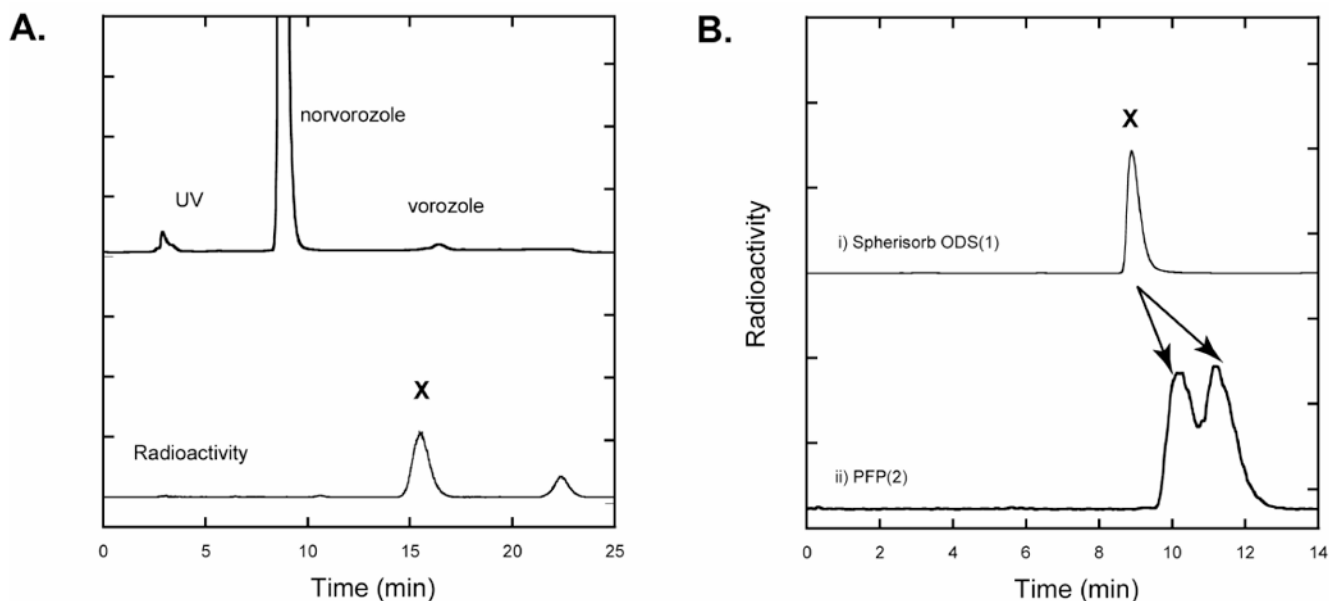 A.
norvorozole
UV
vorozole
X
Radioactivity
0 5 10 15 20 25
Time (min)
B.
X
i) Spherisorb ODS(1)
Radioactivity
ii) PFP(2)
0 2 4 6 8 10 12 14
Time (min)